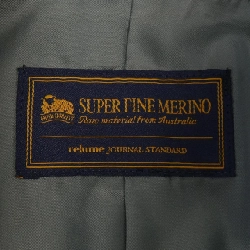 SUPER FINE MERINO
Raw material from Australia
relume JOURNAL STANDARD